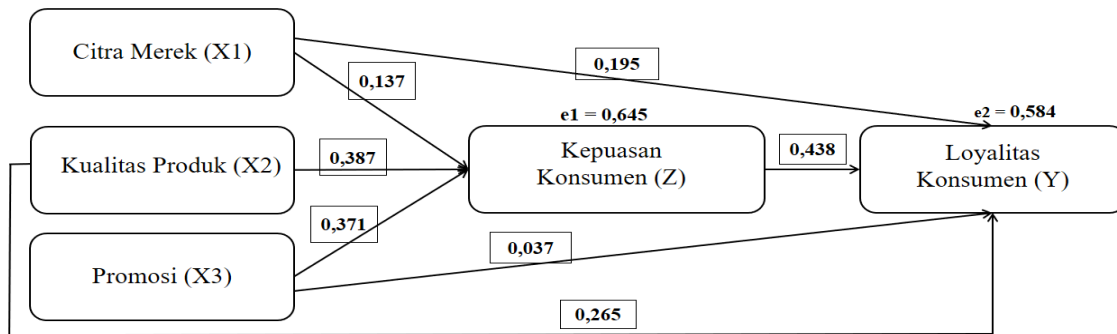 Citra Merek (X1)
0,195
0,137
e1 = 0,645
e2 = 0,584
Kualitas Produk (X2)
0,387
Kepuasan
Konsumen (Z)
0,438
Loyalitas
Konsumen (Y)
0,371
Promosi (X3)
0,037
0,265